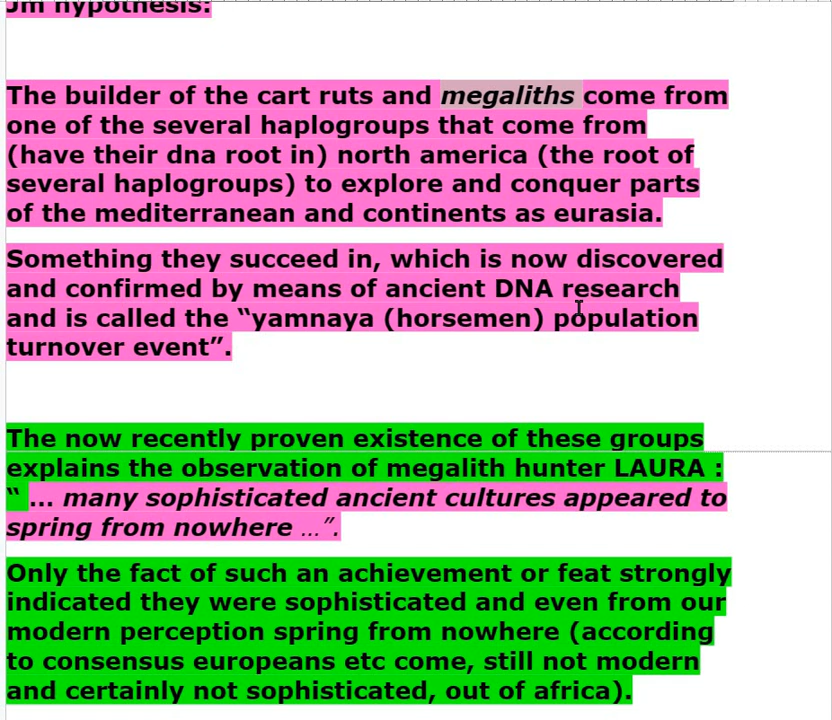 Jm hypothesis:
The builder of the cart ruts and megaliths come from
one of the several haplogroups that come from
(have their dna root in) north america (the root of
several haplogroups) to explore and conquer parts
of the mediterranean and continents as eurasia.
Something they succeed in, which is now discovered
and confirmed by means of ancient DNA research
and is called the “yamnaya (horsemen) population
turnover event”.
The now recently proven existence of these groups
explains the observation of megalith hunter LAURA :
“ ... many sophisticated ancient cultures appeared to
spring from nowhere ...”.
Only the fact of such an achievement or feat strongly
indicated they were sophisticated and even from our
modern perception spring from nowhere (according
to consensus europeans etc come, still not modern
and certainly not sophisticated, out of africa).